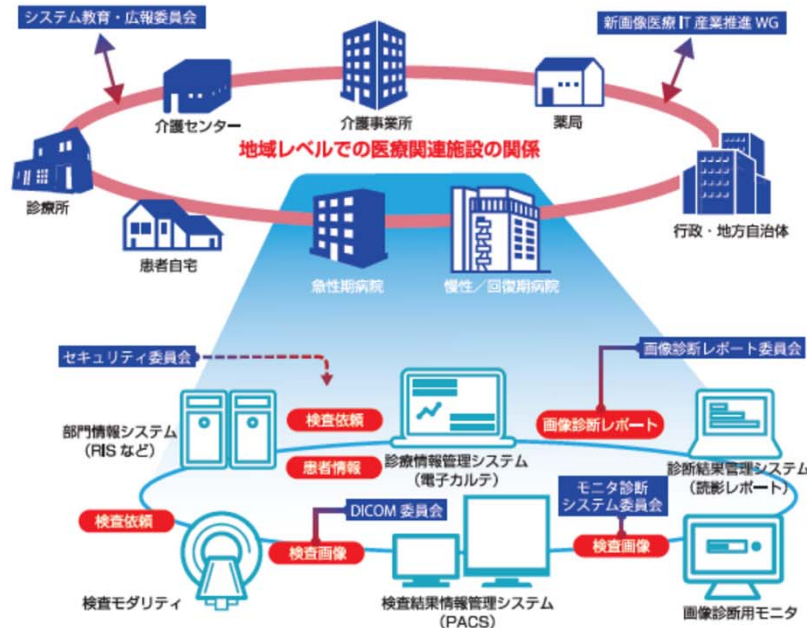 システム教育・広報委員会
新画像医療IT産業推進WG
介護センター
介護事業所
薬局
地域レベルでの医療関連施設の関係
診療所
患者自宅
急性期病院
慢性／回復期病院
行政・地方自治体
セキュリティ委員会
画像診断レポート委員会
部門情報システム
（RISなど）
検査依頼
患者情報
診療情報管理システム
（電子カルテ）
画像診断レポート
診断結果管理システム
（読影レポート）
検査依頼
DICOM委員会
検査画像
モニタ診断
システム委員会
検査画像
検査モダリティ
検査結果情報管理システム
（PACS）
画像診断用モニタ